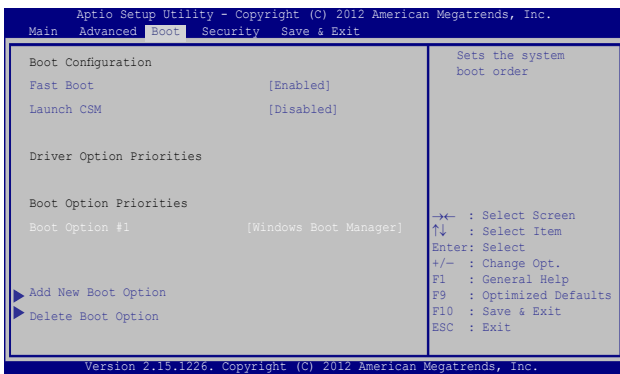 Aptio Setup Utility - Copyright (C) 2012 American Megatrends, Inc.
Main Advanced Boot Security Save & Exit
Boot Configuration
Fast Boot [Enabled]
Launch CSM [Disabled]
Driver Option Priorities
Boot Option Priorities
Boot Option #1 [Windows Boot Manager]
Add New Boot Option
Delete Boot Option
Sets the system
boot order
→← : Select Screen
↑↓ : Select Item
Enter: Select
+/— : Change Opt.
F1 : General Help
F9 : Optimized Defaults
F10 : Save & Exit
ESC : Exit
Version 2.15.1226. Copyright (C) 2012 American Megatrends, Inc.